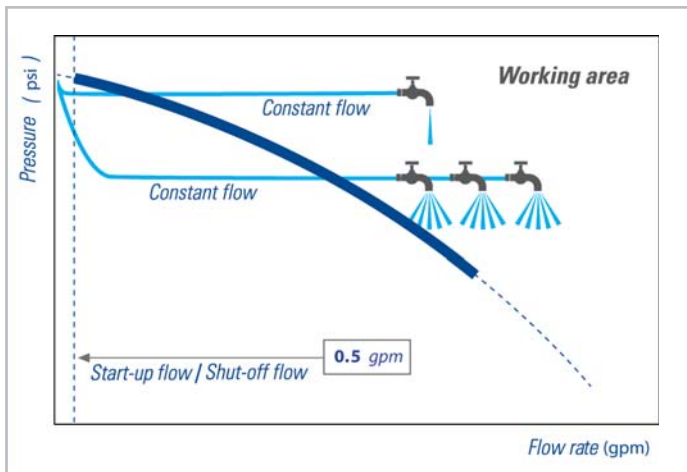 Working area
Pressure ( psi )
Constant flow
Constant flow
0.5 gpm
Start-up flow / Shut-off flow
Flow rate (gpm)